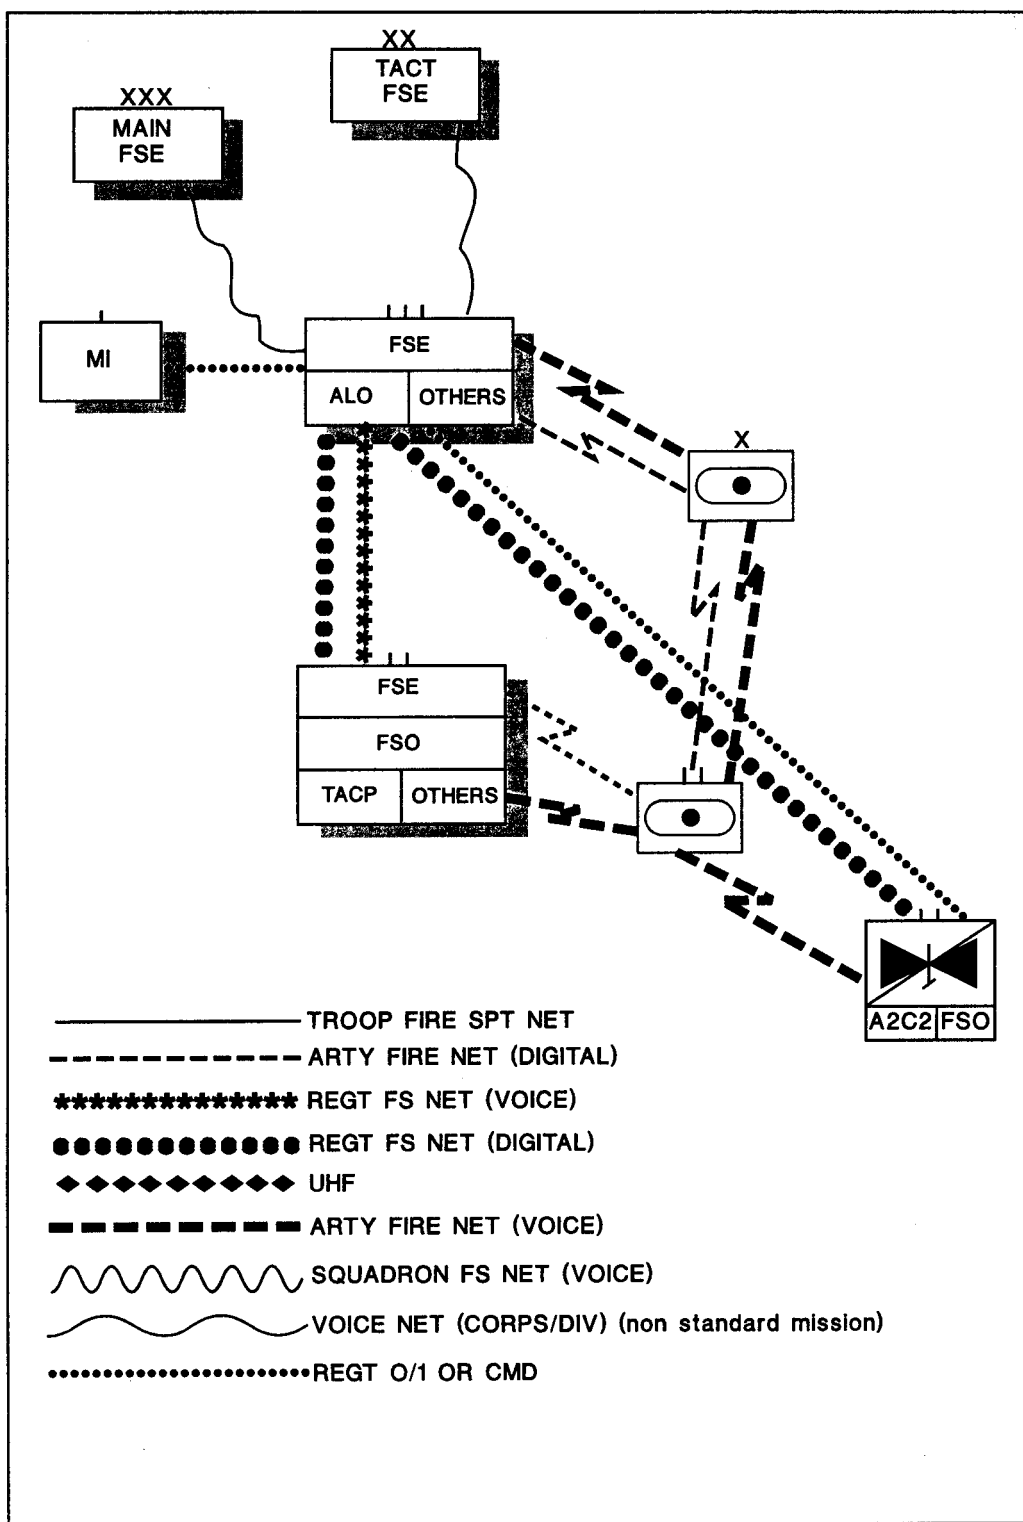 XX
TACT
FSE
XXX
MAIN
FSE
MI
FSE
ALO OTHERS
X
FSE
FSO
TACP OTHERS
A2C2 FSO
TROOP FIRE SPT NET
ARTY FIRE NET (DIGITAL)
REGT FS NET (VOICE)
REGT FS NET (DIGITAL)
UHF
ARTY FIRE NET (VOICE)
SQUADRON FS NET (VOICE)
VOICE NET (CORPS/DIV) (non standard mission)
REGT O/1 OR CMD